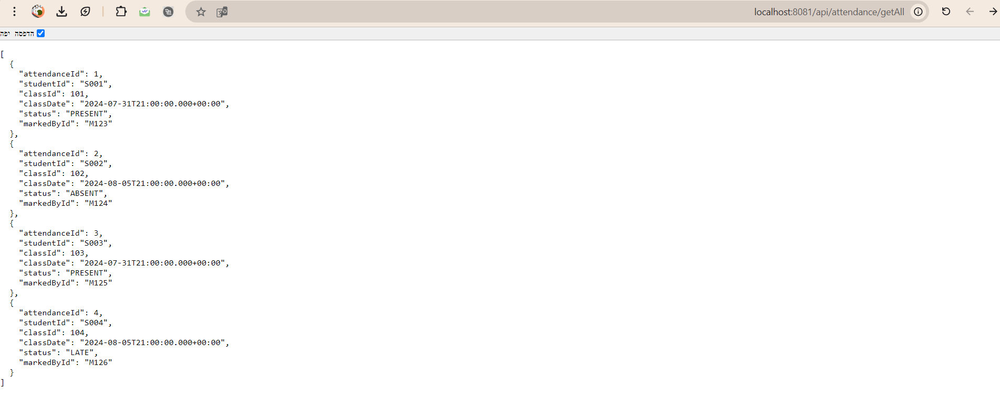 localhost:8081/api/attendance/getAll
הדפסה יפה
[
  {
    "attendanceId": 1,
    "studentId": "S001",
    "classId": 101,
    "classDate": "2024-07-31T21:00:00.000+00:00",
    "status": "PRESENT",
    "markedById": "M123"
  },
  {
    "attendanceId": 2,
    "studentId": "S002",
    "classId": 102,
    "classDate": "2024-08-05T21:00:00.000+00:00",
    "status": "ABSENT",
    "markedById": "M124"
  },
  {
    "attendanceId": 3,
    "studentId": "S003",
    "classId": 103,
    "classDate": "2024-07-31T21:00:00.000+00:00",
    "status": "PRESENT",
    "markedById": "M125"
  },
  {
    "attendanceId": 4,
    "studentId": "S004",
    "classId": 104,
    "classDate": "2024-08-05T21:00:00.000+00:00",
    "status": "LATE",
    "markedById": "M126"
  }
]